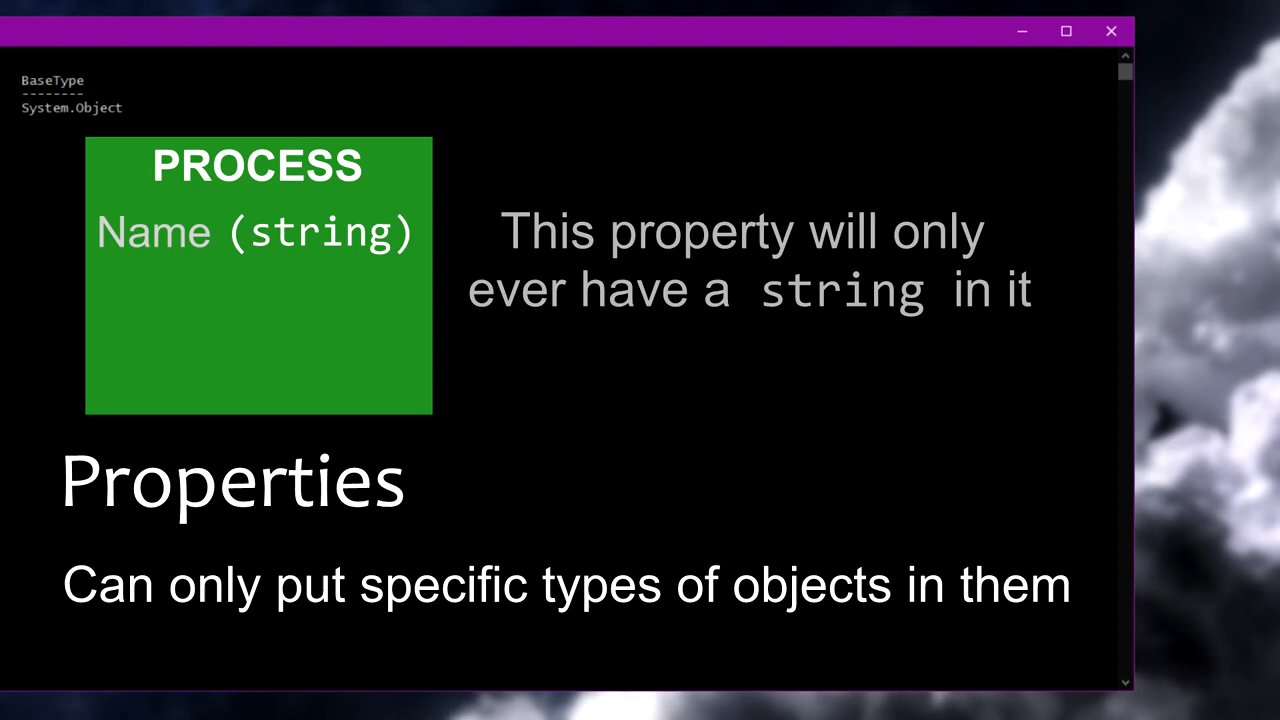 BaseType
--------
System.Object
PROCESS
Name (string)
This property will only
ever have a string in it
Properties
Can only put specific types of objects in them